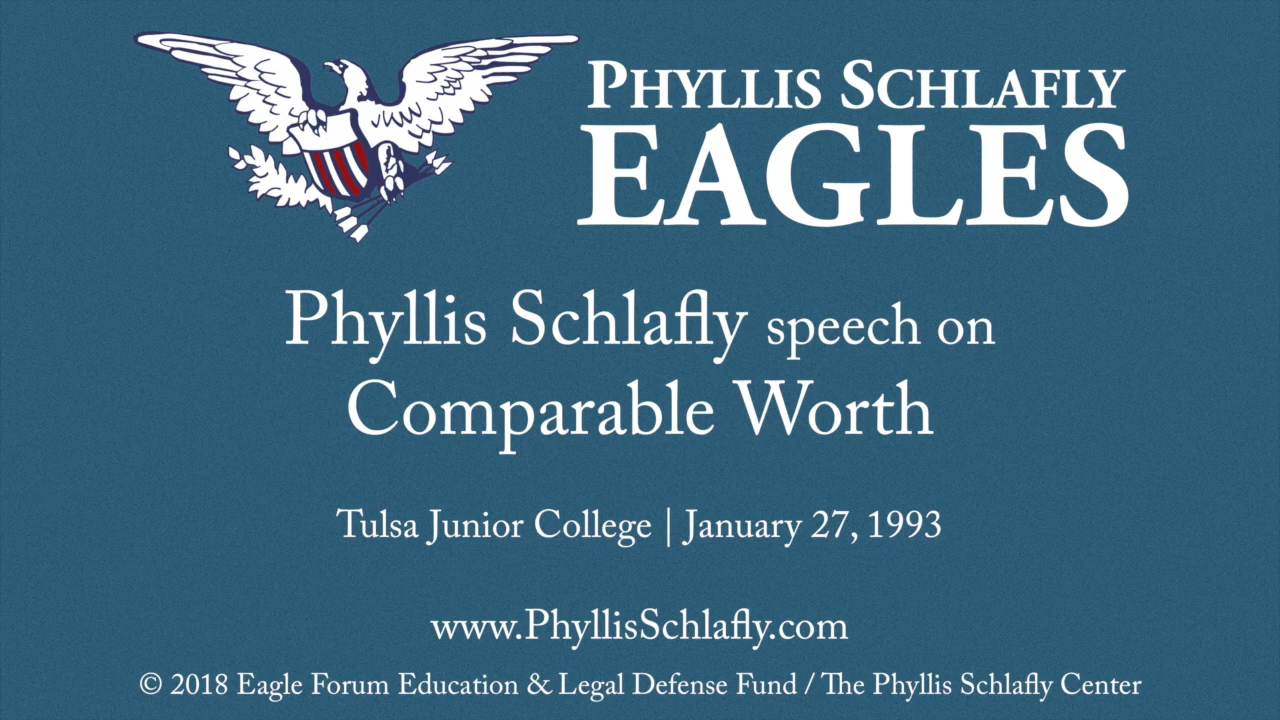 PHYLLIS SCHLAFLY
EAGLES
Phyllis Schlafly speech on
Comparable Worth
Tulsa Junior College | January 27, 1993
www.PhyllisSchlafly.com
© 2018 Eagle Forum Education & Legal Defense Fund / The Phyllis Schlafly Center